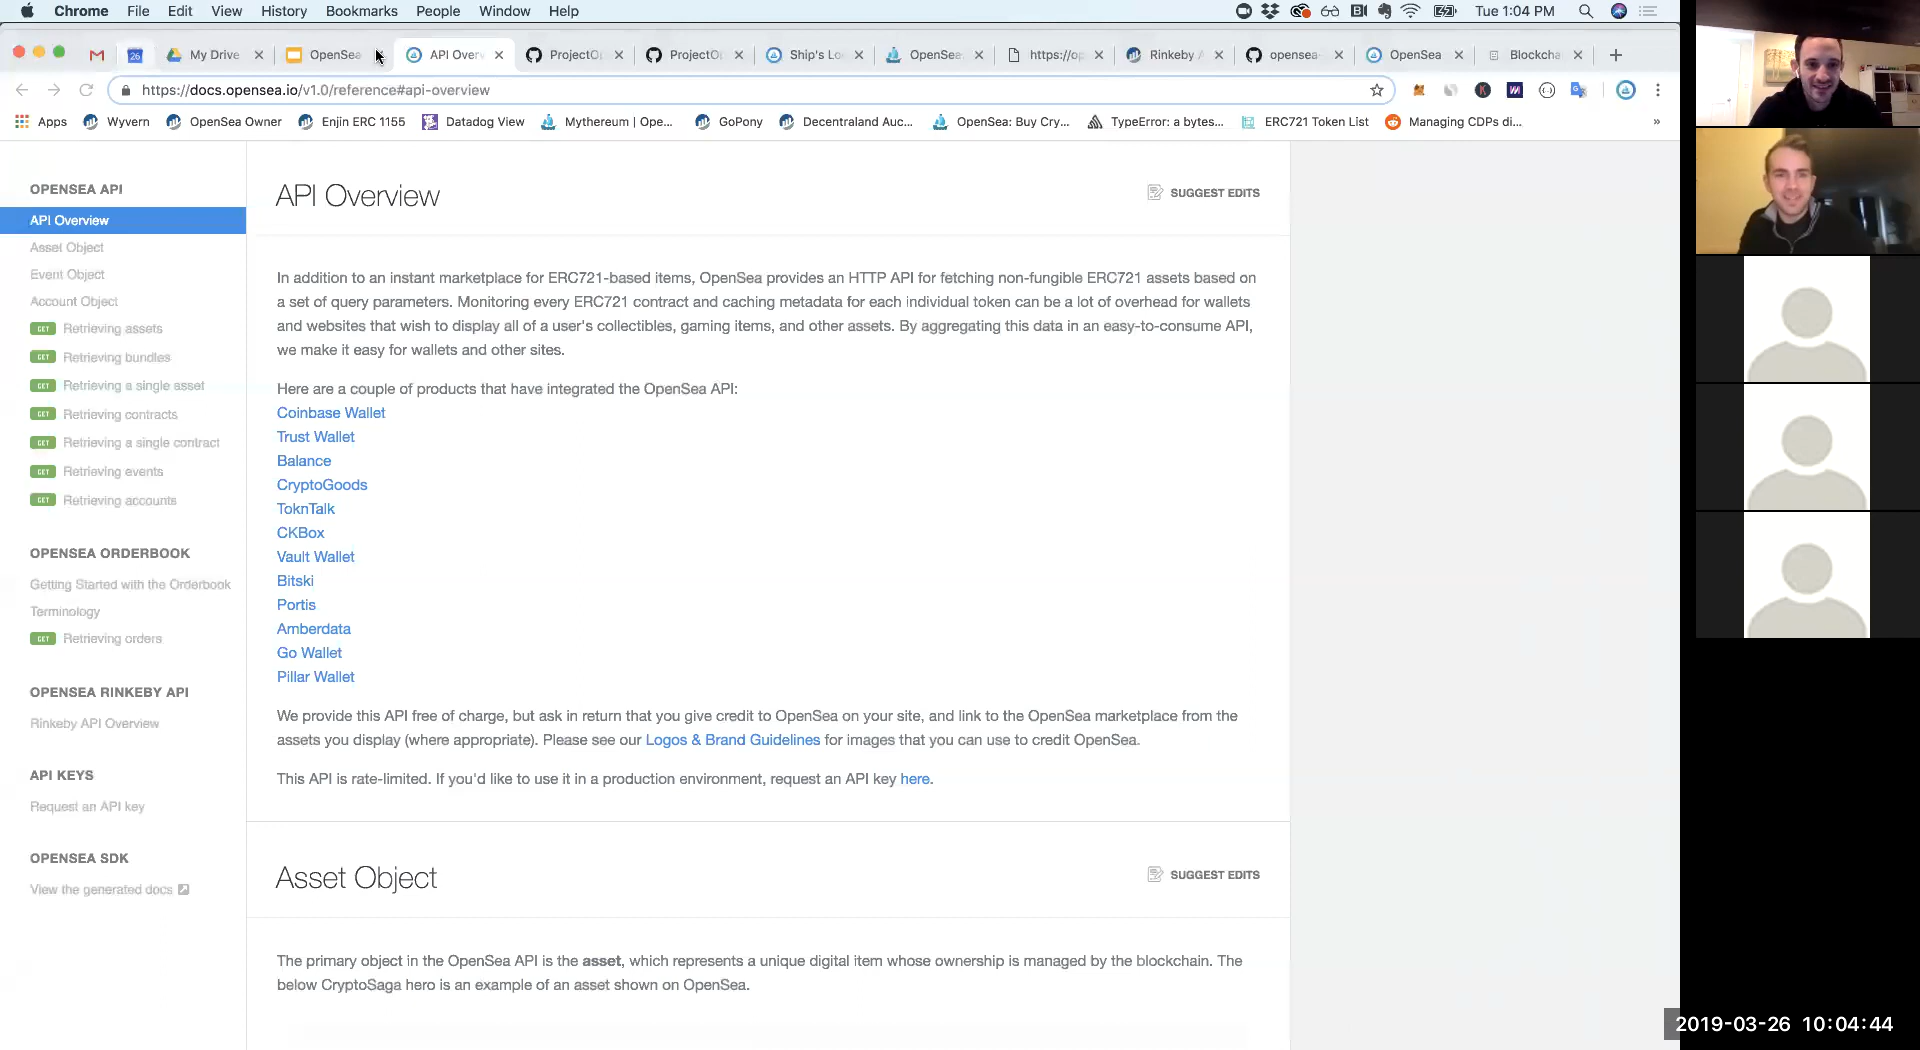 Chrome File Edit View History Bookmarks People Window Help
Tue 1:04 PM
My Drive
OpenSea
API Over
ProjectO
ProjectO
Ship's Lo
OpenSea
https://op
Rinkeby
opensea-
OpenSea
Blockcha
https://docs.opensea.io/v1.0/reference#api-overview
Apps
Wyvern
OpenSea Owner
Enjin ERC 1155
Datadog View
Mythereum | Ope...
GoPony
Decentraland Auc...
OpenSea: Buy Cry...
TypeError: a bytes...
ERC721 Token List
Managing CDPs di...
»
OPENSEA API
API Overview
Asset Object
Event Object
Account Object
GET Retrieving assets
GET Retrieving bundles
GET Retrieving a single asset
GET Retrieving contracts
GET Retrieving a single contract
GET Retrieving events
GET Retrieving accounts
OPENSEA ORDERBOOK
Getting Started with the Orderbook
Terminology
GET Retrieving orders
OPENSEA RINKEBY API
Rinkeby API Overview
API KEYS
Request an API key
OPENSEA SDK
View the generated docs
API Overview
SUGGEST EDITS
In addition to an instant marketplace for ERC721-based items, OpenSea provides an HTTP API for fetching non-fungible ERC721 assets based on
a set of query parameters. Monitoring every ERC721 contract and caching metadata for each individual token can be a lot of overhead for wallets
and websites that wish to display all of a user's collectibles, gaming items, and other assets. By aggregating this data in an easy-to-consume API,
we make it easy for wallets and other sites.
Here are a couple of products that have integrated the OpenSea API:
Coinbase Wallet
Trust Wallet
Balance
CryptoGoods
ToknTalk
CKBox
Vault Wallet
Bitski
Portis
Amberdata
Go Wallet
Pillar Wallet
We provide this API free of charge, but ask in return that you give credit to OpenSea on your site, and link to the OpenSea marketplace from the
assets you display (where appropriate). Please see our Logos & Brand Guidelines for images that you can use to credit OpenSea.
This API is rate-limited. If you'd like to use it in a production environment, request an API key here.
Asset Object
SUGGEST EDITS
The primary object in the OpenSea API is the asset, which represents a unique digital item whose ownership is managed by the blockchain. The
below CryptoSaga hero is an example of an asset shown on OpenSea.
2019-03-26 10:04:44